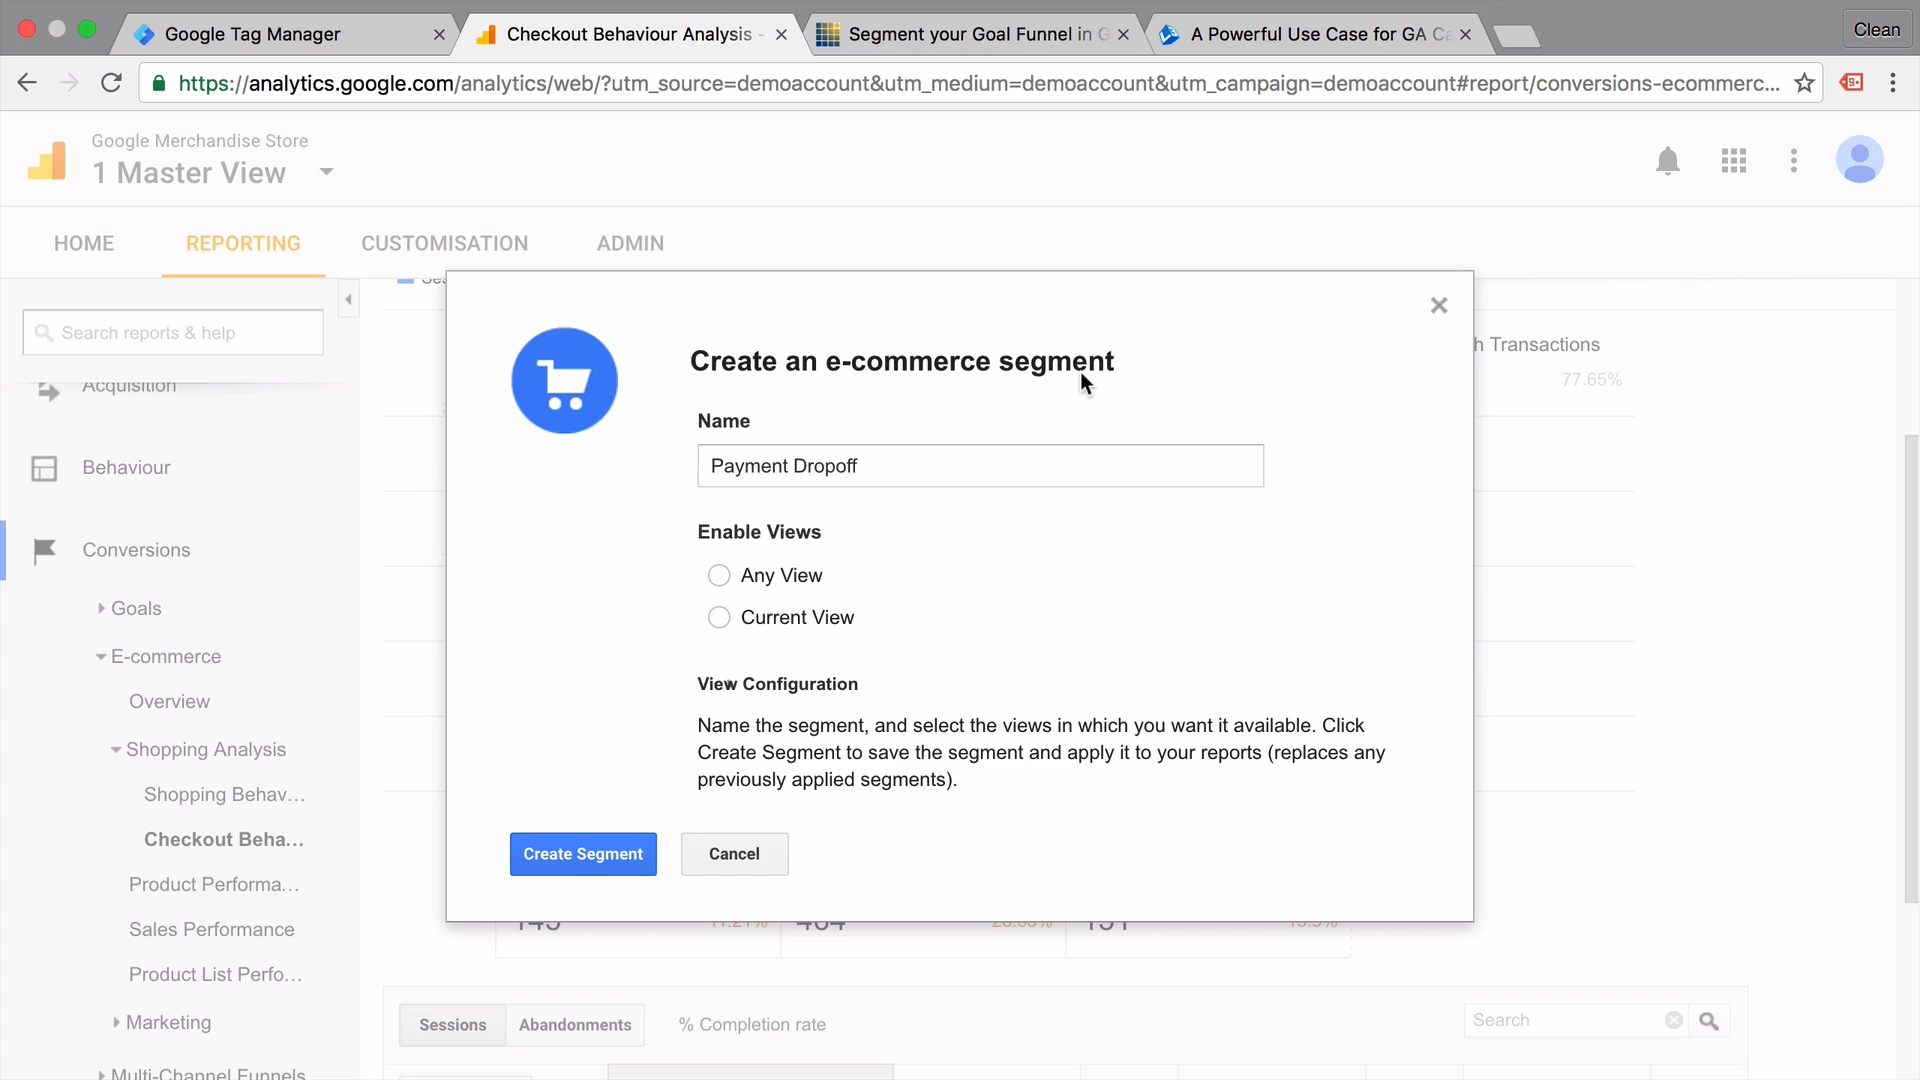 Google Tag Manager
Checkout Behaviour Analysis -
Segment your Goal Funnel in G
A Powerful Use Case for GA Ca
Clean
https://analytics.google.com/analytics/web/?utm_source=demoaccount&utm_medium=demoaccount&utm_campaign=demoaccount#report/conversions-ecommerc...
Google Merchandise Store
1 Master View
HOME
REPORTING
CUSTOMISATION
ADMIN
Search reports & help
Acquisition
Behaviour
Conversions
Goals
E-commerce
Overview
Shopping Analysis
Shopping Behav...
Checkout Beha...
Product Performa...
Sales Performance
Product List Perfo...
Marketing
Multi-Channel Funnels
h Transactions
77.65%
Create an e-commerce segment
Name
Payment Dropoff
Enable Views
Any View
Current View
View Configuration
Name the segment, and select the views in which you want it available. Click
Create Segment to save the segment and apply it to your reports (replaces any
previously applied segments).
Create Segment
Cancel
Sessions
Abandonments
% Completion rate
Search